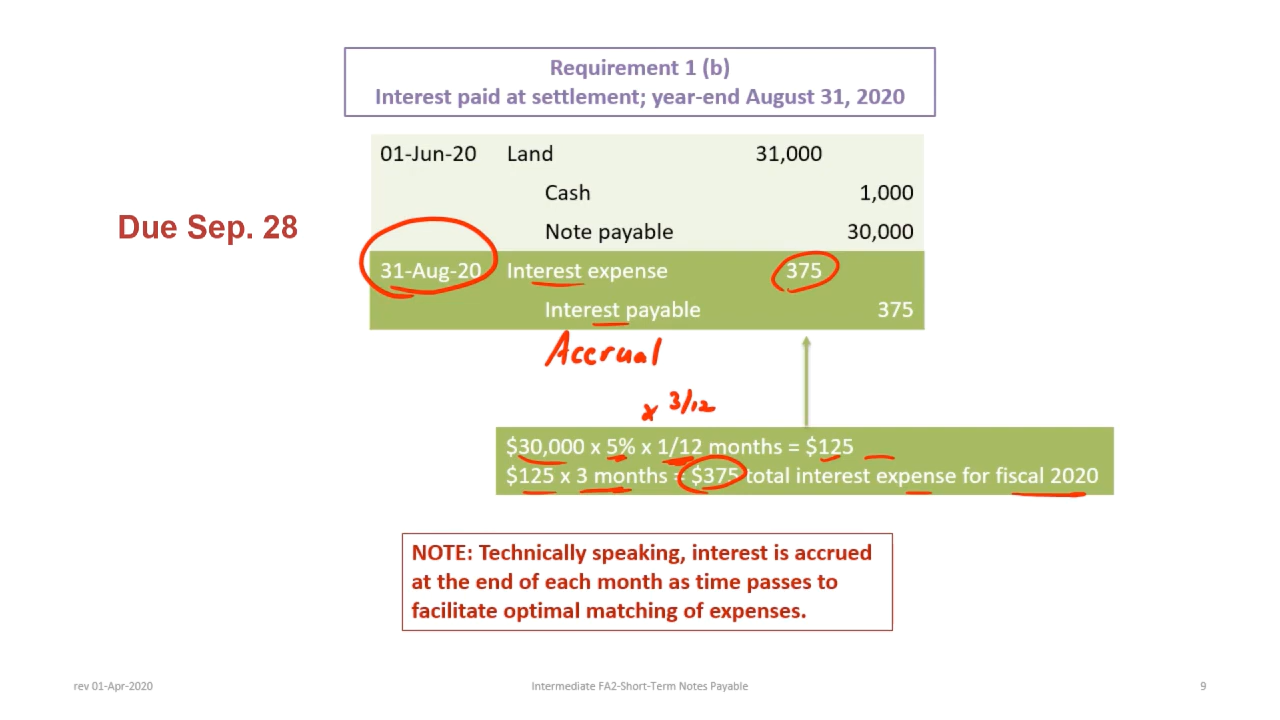 Requirement 1 (b)
Interest paid at settlement; year-end August 31, 2020
01-Jun-20 Land 31,000
Cash 1,000
Due Sep. 28
Note payable 30,000
31-Aug-20 Interest expense 375
Interest payable 375
Accrual
x 3/12
$30,000 x 5% x 1/12 months = $125
$125 x 3 months = $375 total interest expense for fiscal 2020
NOTE: Technically speaking, interest is accrued
at the end of each month as time passes to
facilitate optimal matching of expenses.
rev 01-Apr-2020 Intermediate FA2-Short-Term Notes Payable 9